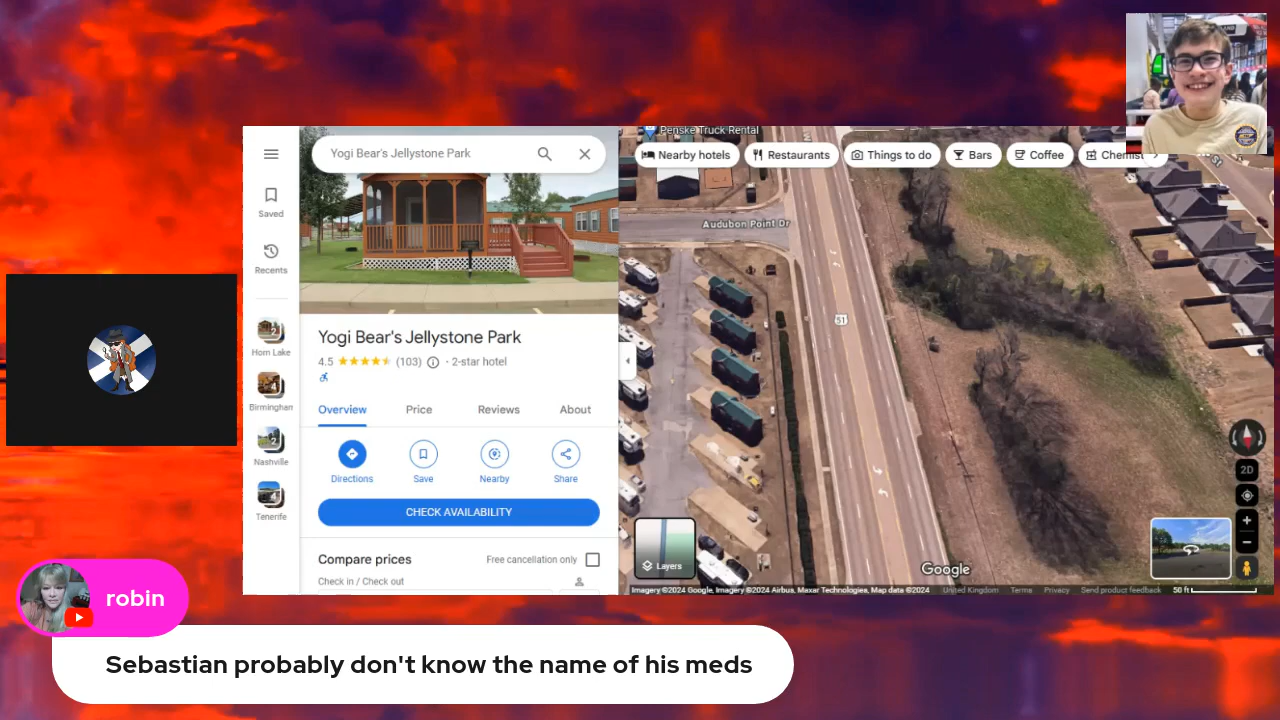 Yogi Bear's Jellystone Park
Saved
Recents
Horn Lake
2
Birmingham
4
Nashville
2
Tenerife
Yogi Bear's Jellystone Park
4.5 (103) · 2-star hotel
Overview Price Reviews About
Directions Save Nearby Share
CHECK AVAILABILITY
Compare prices Free cancellation only
Check in / Check out
Penske Truck Rental
Nearby hotels Restaurants Things to do Bars Coffee Chemist
Audubon Point Dr
St
51
2D
Layers
Google
Imagery ©2024 Google, Imagery ©2024 Airbus, Maxar Technologies, Map data ©2024 United Kingdom Terms Privacy Send product feedback 50 ft
robin
Sebastian probably don't know the name of his meds